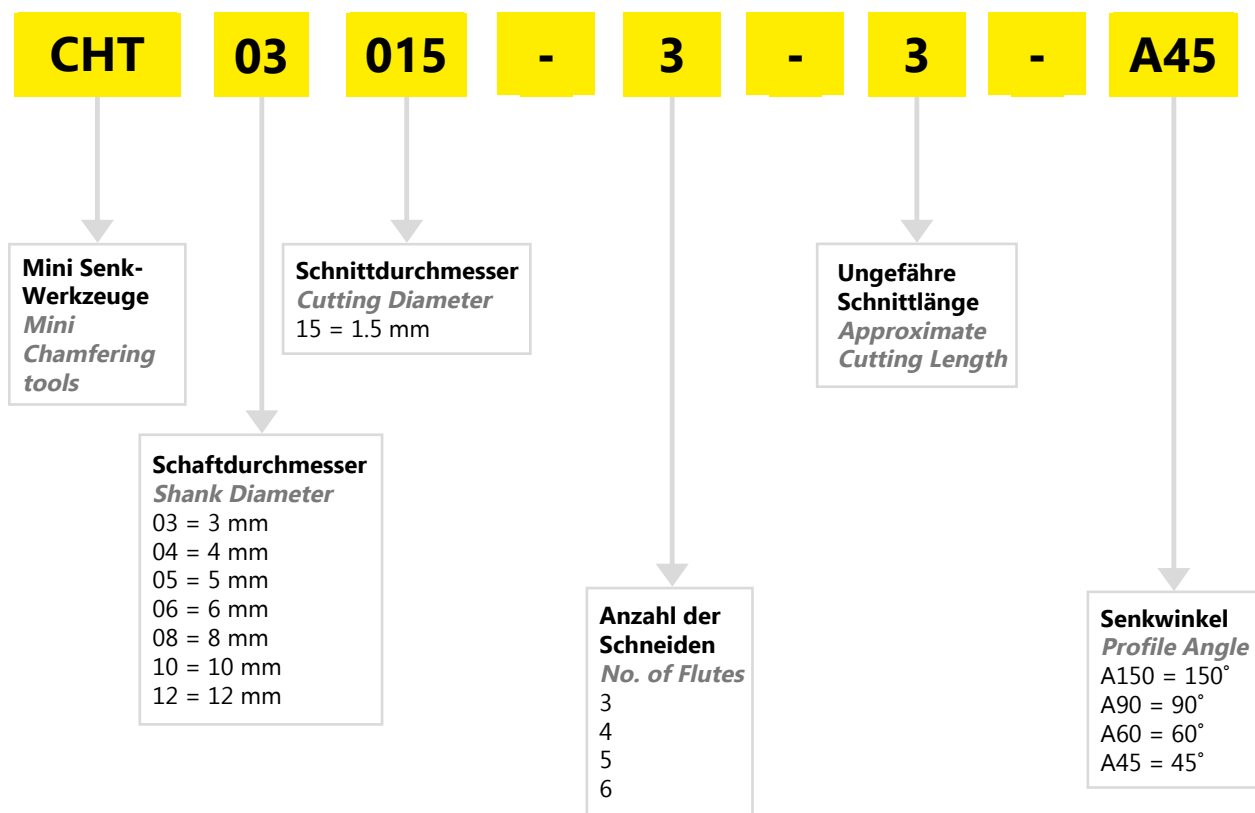 CHT 03 015 - 3 - 3 - A45
Mini Senk-
Werkzeuge
Mini
Chamfering
tools
Schaftdurchmesser
Shank Diameter
03 = 3 mm
04 = 4 mm
05 = 5 mm
06 = 6 mm
08 = 8 mm
10 = 10 mm
12 = 12 mm
Schnittdurchmesser
Cutting Diameter
15 = 1.5 mm
Anzahl der
Schneiden
No. of Flutes
3
4
5
6
Ungefähre
Schnittlänge
Approximate
Cutting Length
Senkwinkel
Profile Angle
A150 = 150°
A90 = 90°
A60 = 60°
A45 = 45°